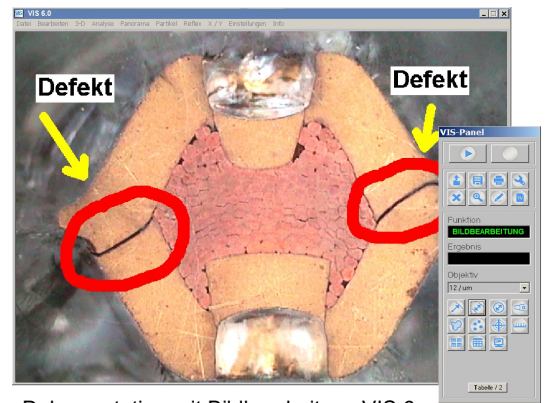 VIS 6.0
Datei Bearbeiten 3-D Analyse Panorama Partikel Reflex X / Y Einstellungen Info
Defekt
Defekt
VIS-Panel
Funktion
BILDBEARBEITUNG
Ergebnis
Objektiv
12 / um
Tabelle / 2